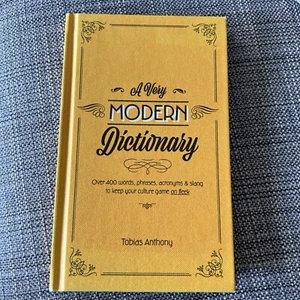 A Very
MODERN
Dictionary
Over 400 words, phrases, acronyms & slang
to keep your culture game on fleek
Tobias Anthony